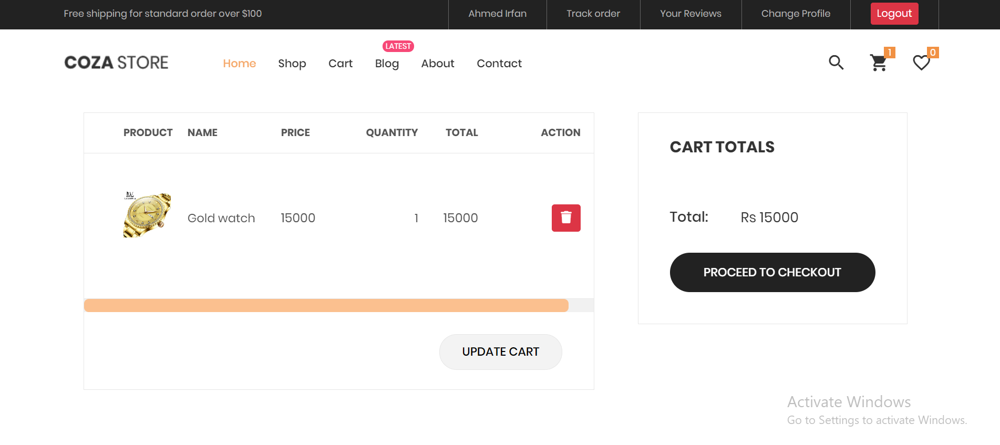 Free shipping for standard order over $100
Ahmed Irfan
Track order
Your Reviews
Change Profile
Logout
COZA STORE
Home
Shop
Cart
LATEST
Blog
About
Contact
1
0
PRODUCT NAME PRICE QUANTITY TOTAL ACTION
Gold watch 15000 1 15000
UPDATE CART
CART TOTALS
Total: Rs 15000
PROCEED TO CHECKOUT
Activate Windows
Go to Settings to activate Windows.